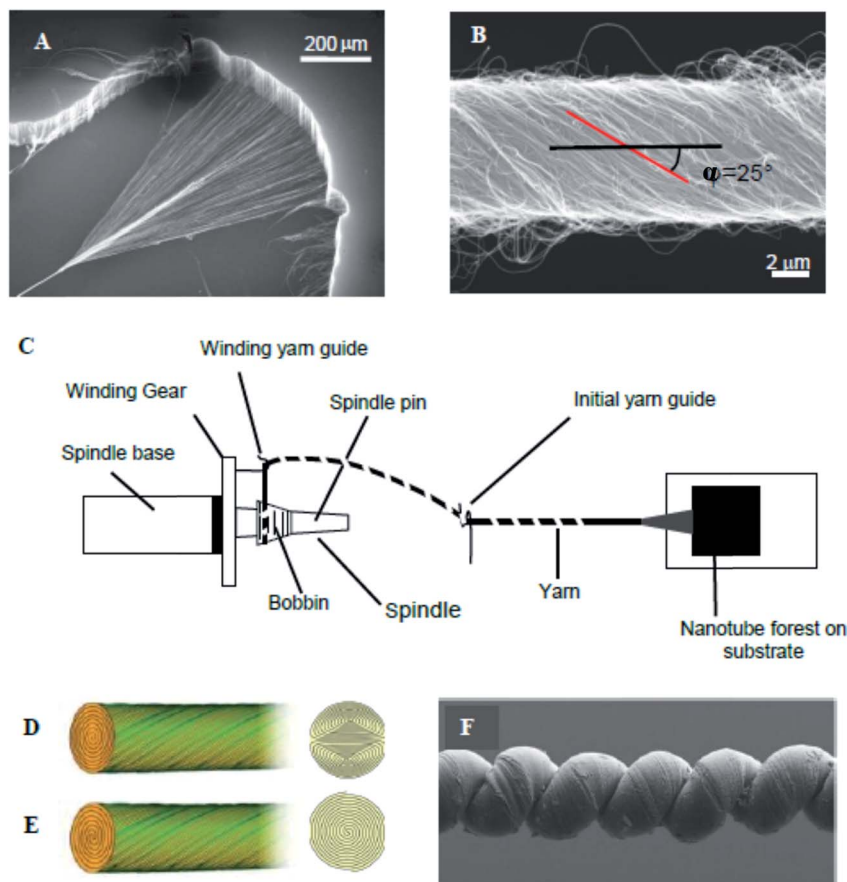 A
200 μm
B
α=25°
2 μm
C
Winding yarn guide
Winding Gear
Spindle pin
Initial yarn guide
Spindle base
Bobbin
Spindle
Yarn
Nanotube forest on
substrate
D
E
F